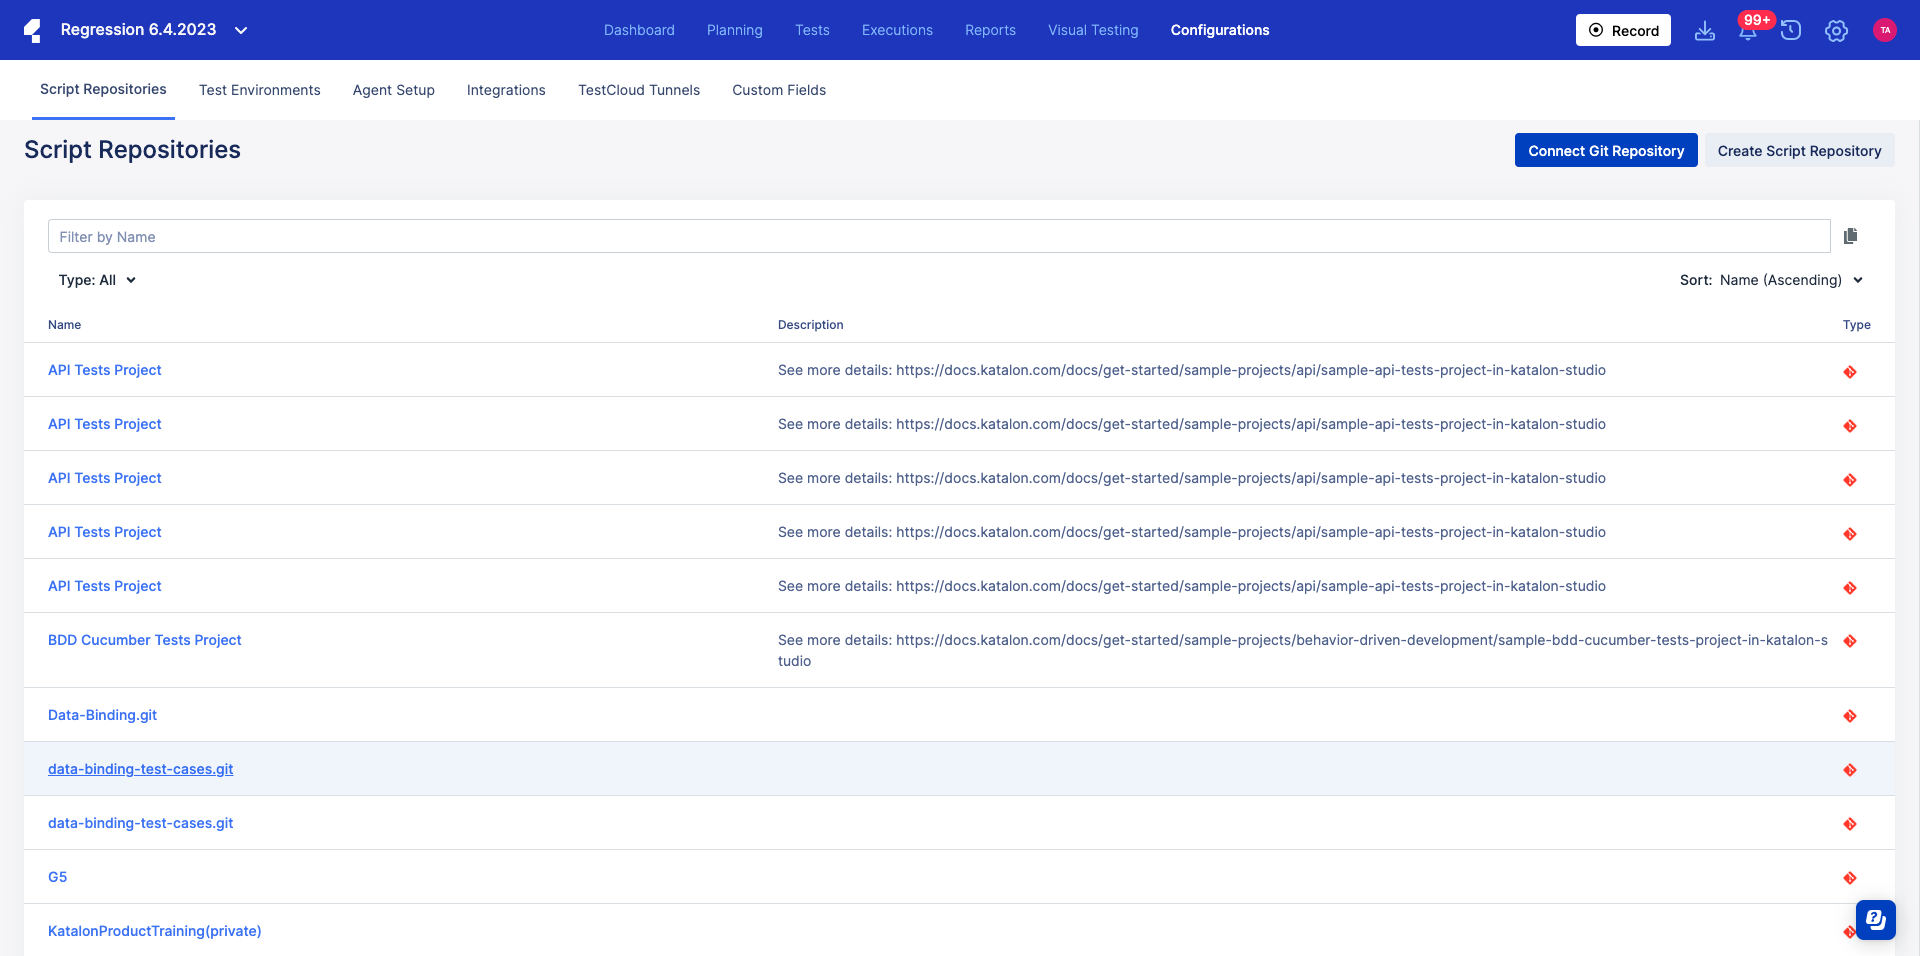 Regression 6.4.2023
Dashboard Planning Tests Executions Reports Visual Testing Configurations
Record
99+
TA
Script Repositories Test Environments Agent Setup Integrations TestCloud Tunnels Custom Fields
Script Repositories
Connect Git Repository Create Script Repository
Filter by Name
Type: All
Sort: Name (Ascending)
Name Description Type
API Tests Project See more details: https://docs.katalon.com/docs/get-started/sample-projects/api/sample-api-tests-project-in-katalon-studio
API Tests Project See more details: https://docs.katalon.com/docs/get-started/sample-projects/api/sample-api-tests-project-in-katalon-studio
API Tests Project See more details: https://docs.katalon.com/docs/get-started/sample-projects/api/sample-api-tests-project-in-katalon-studio
API Tests Project See more details: https://docs.katalon.com/docs/get-started/sample-projects/api/sample-api-tests-project-in-katalon-studio
API Tests Project See more details: https://docs.katalon.com/docs/get-started/sample-projects/api/sample-api-tests-project-in-katalon-studio
BDD Cucumber Tests Project See more details: https://docs.katalon.com/docs/get-started/sample-projects/behavior-driven-development/sample-bdd-cucumber-tests-project-in-katalon-s
tudio
Data-Binding.git
data-binding-test-cases.git
data-binding-test-cases.git
G5
KatalonProductTraining(private)